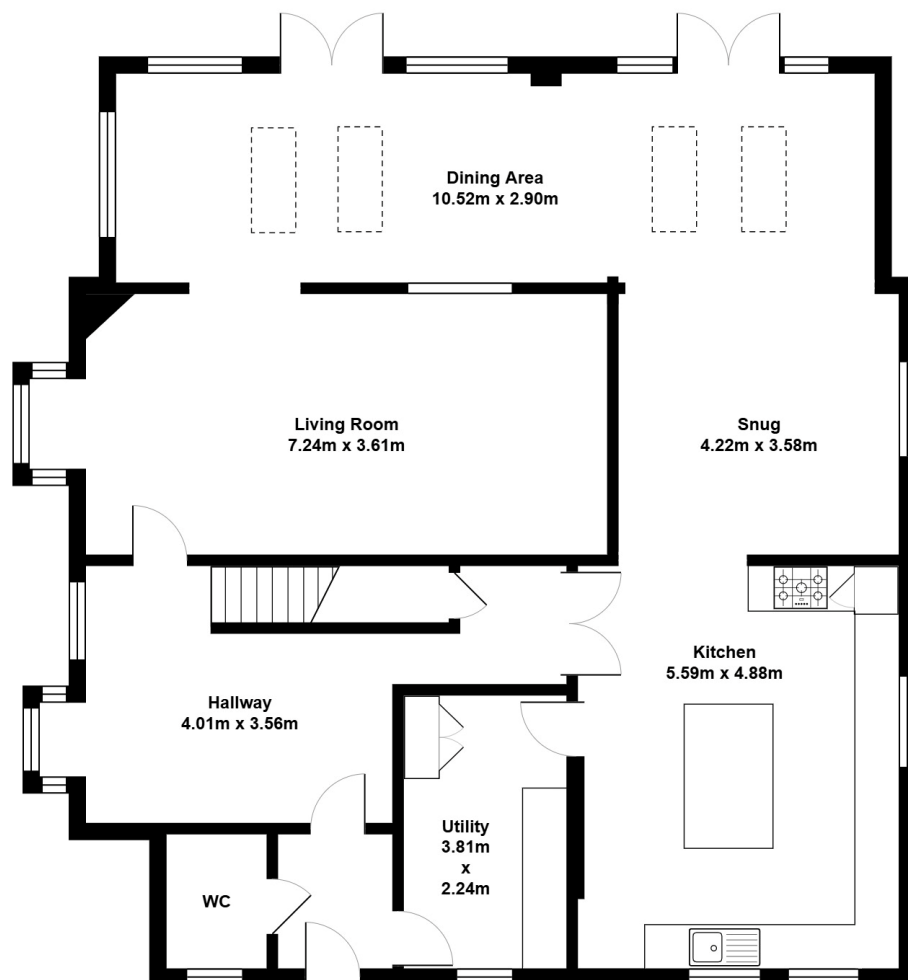 Dining Area
10.52m x 2.90m
Living Room
7.24m x 3.61m
Snug
4.22m x 3.58m
Kitchen
5.59m x 4.88m
Hallway
4.01m x 3.56m
Utility
3.81m
x
2.24m
WC